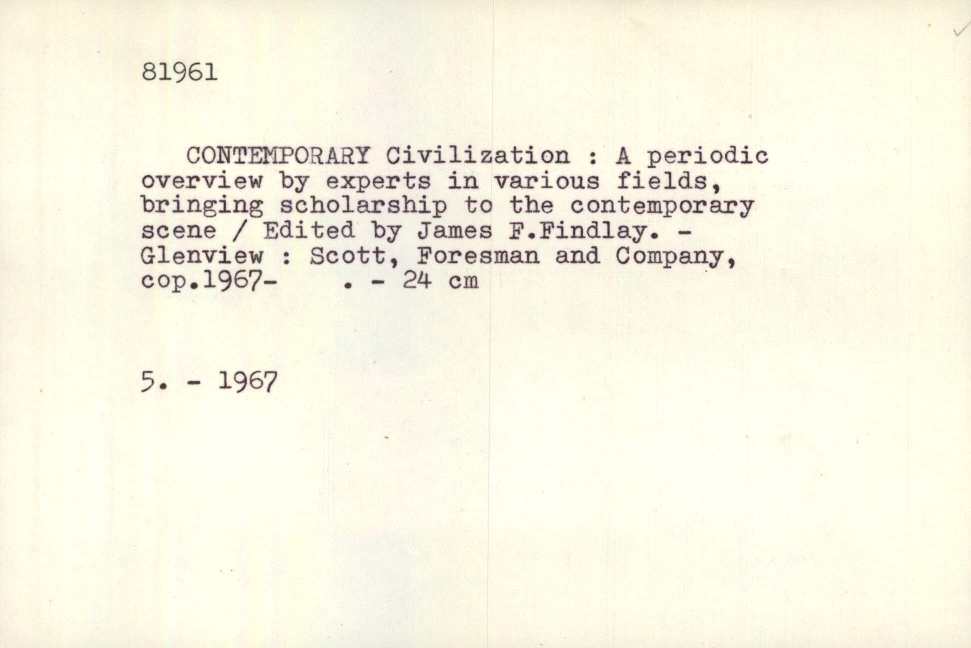 81961
CONTEMPORARY Civilization : A periodic
overview by experts in various fields,
bringing scholarship to the contemporary
scene / Edited by James F.Findlay. -
Glenview : Scott, Foresman and Company,
cop.1967-    . - 24 cm
5. - 1967